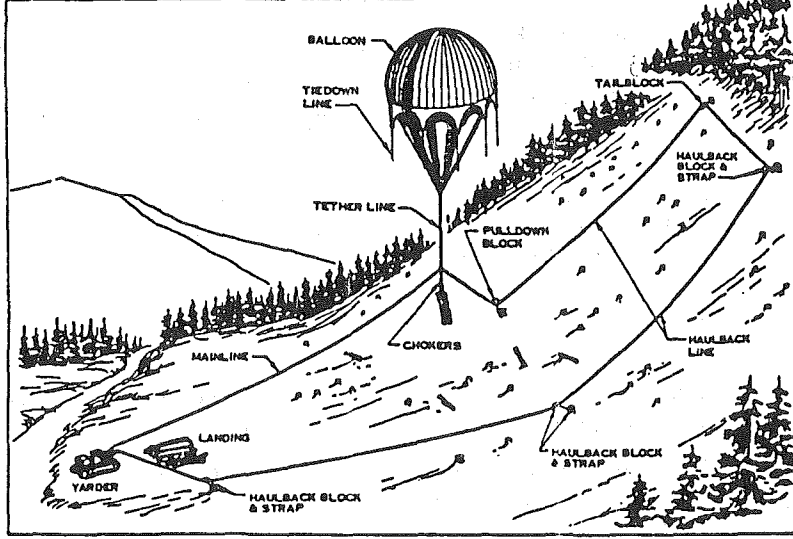 BALLOON
TIEDOWN
LINE
TAILBLOCK
HAULBACK
BLOCK &
STRAP
TETHER LINE
PULLDOWN
BLOCK
CHOKERS
MAINLINE
HAULBACK
LINE
LANDING
YARDER
HAULBACK BLOCK
& STRAP
HAULBACK BLOCK
& STRAP